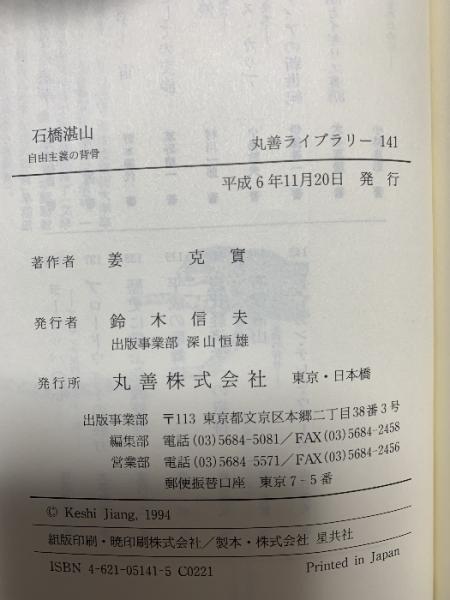 石橋湛山
自由主義の背骨
丸善ライブラリー 141
平成6年11月20日 発 行
著作者 姜 克 實
発行者 鈴 木 信 夫
出版事業部 深山恒雄
発行所 丸善株式会社 東京・日本橋
出版事業部 〒113 東京都文京区本郷二丁目38番3号
編集部 電話(03)5684-5081/FAX(03)5684-2458
営業部 電話(03)5684-5571/FAX(03)5684-2456
郵便振替口座 東京7-5番
© Keshi Jiang, 1994
組版印刷・暁印刷株式会社/製本・株式会社 星共社
ISBN 4-621-05141-5 C0221
Printed in Japan